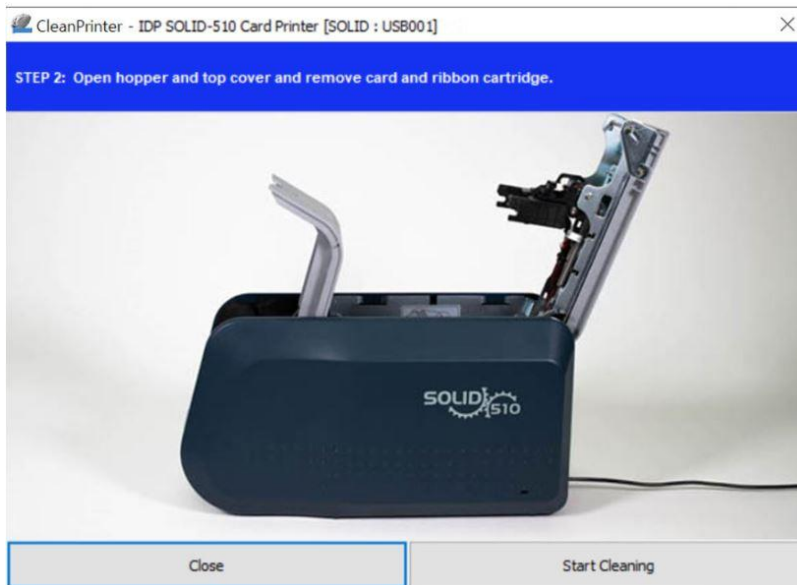 CleanPrinter - IDP SOLID-510 Card Printer [SOLID : USB001]
STEP 2: Open hopper and top cover and remove card and ribbon cartridge.
SOLID
510
Close
Start Cleaning